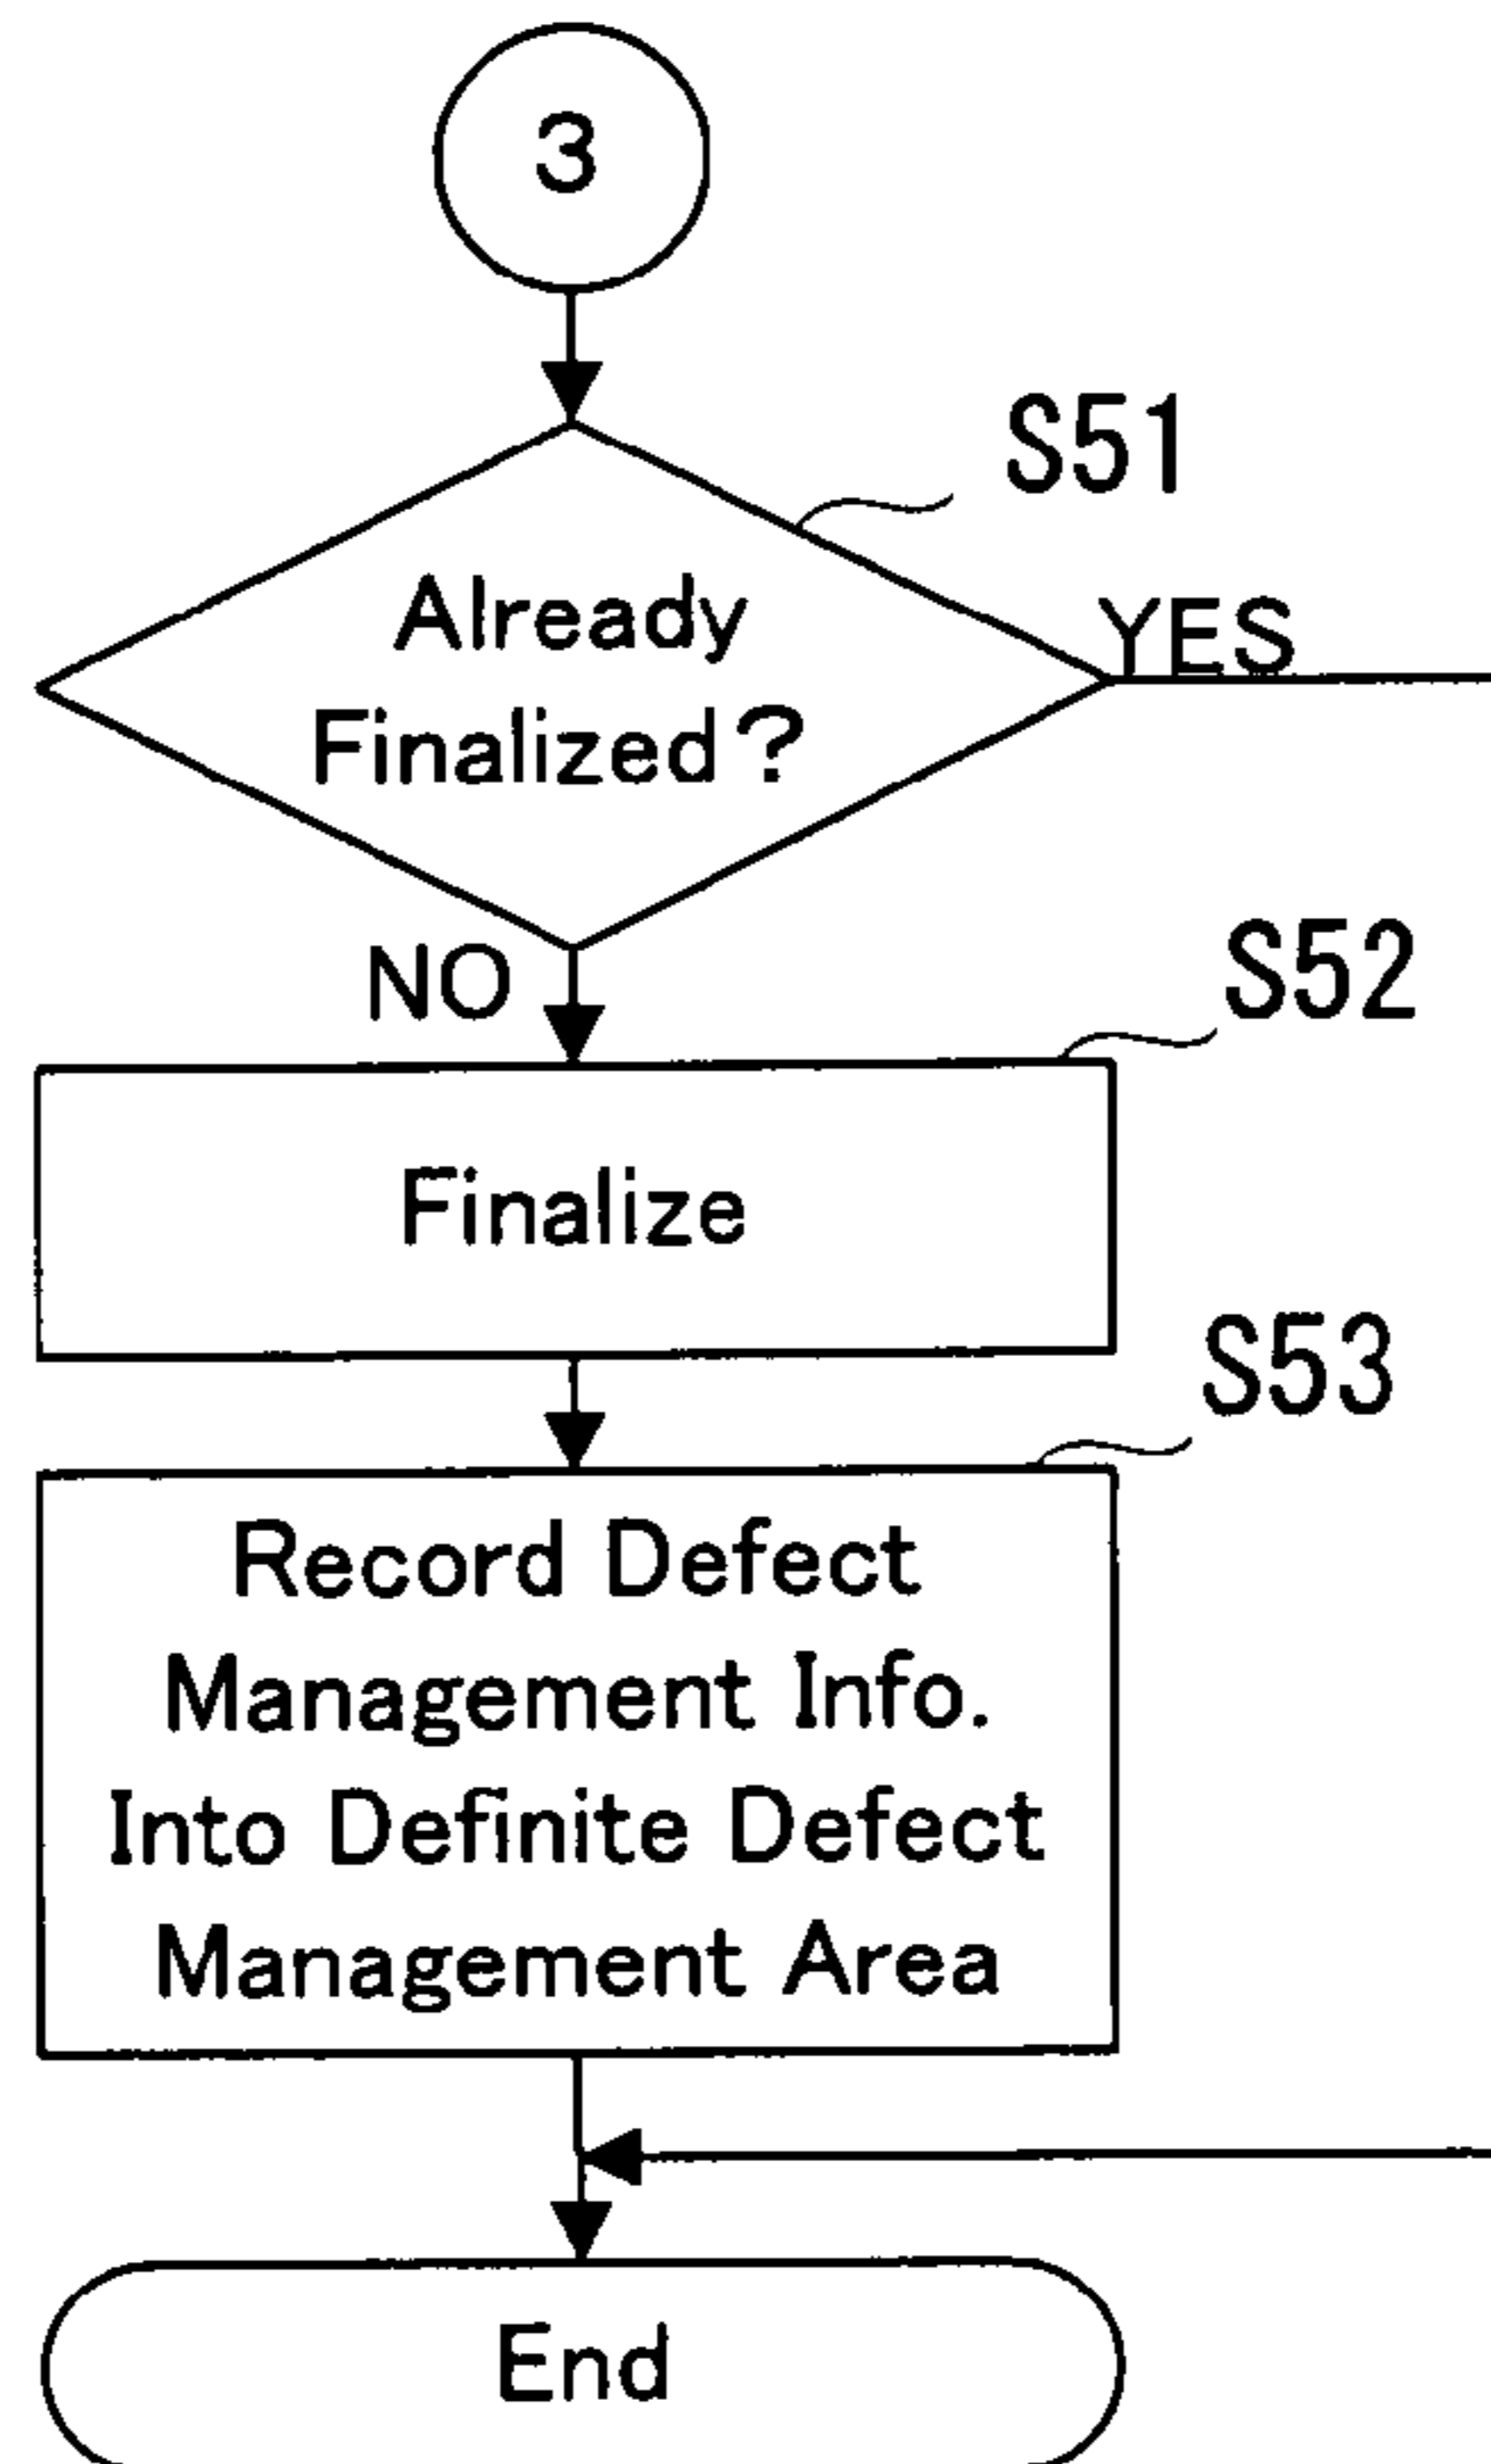 3
S51
Already
Finalized?
YES
NO
S52
Finalize
S53
Record Defect
Management Info.
Into Definite Defect
Management Area
End